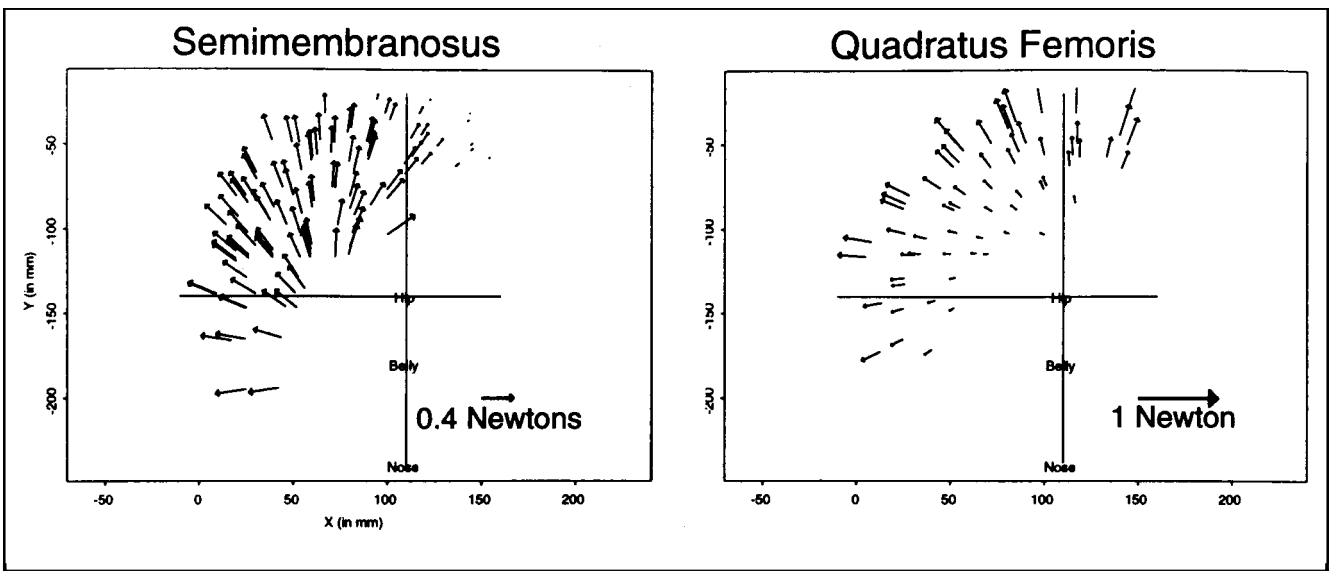 Semimembranosus
Quadratus Femoris
Y (in mm)
-50
-100
-150
-200
Hip
Belly
0.4 Newtons
Nose
-50
0
50
100
150
200
X (in mm)
-50
-100
-150
-200
Hip
Belly
1 Newton
Nose
-50
0
50
100
150
200